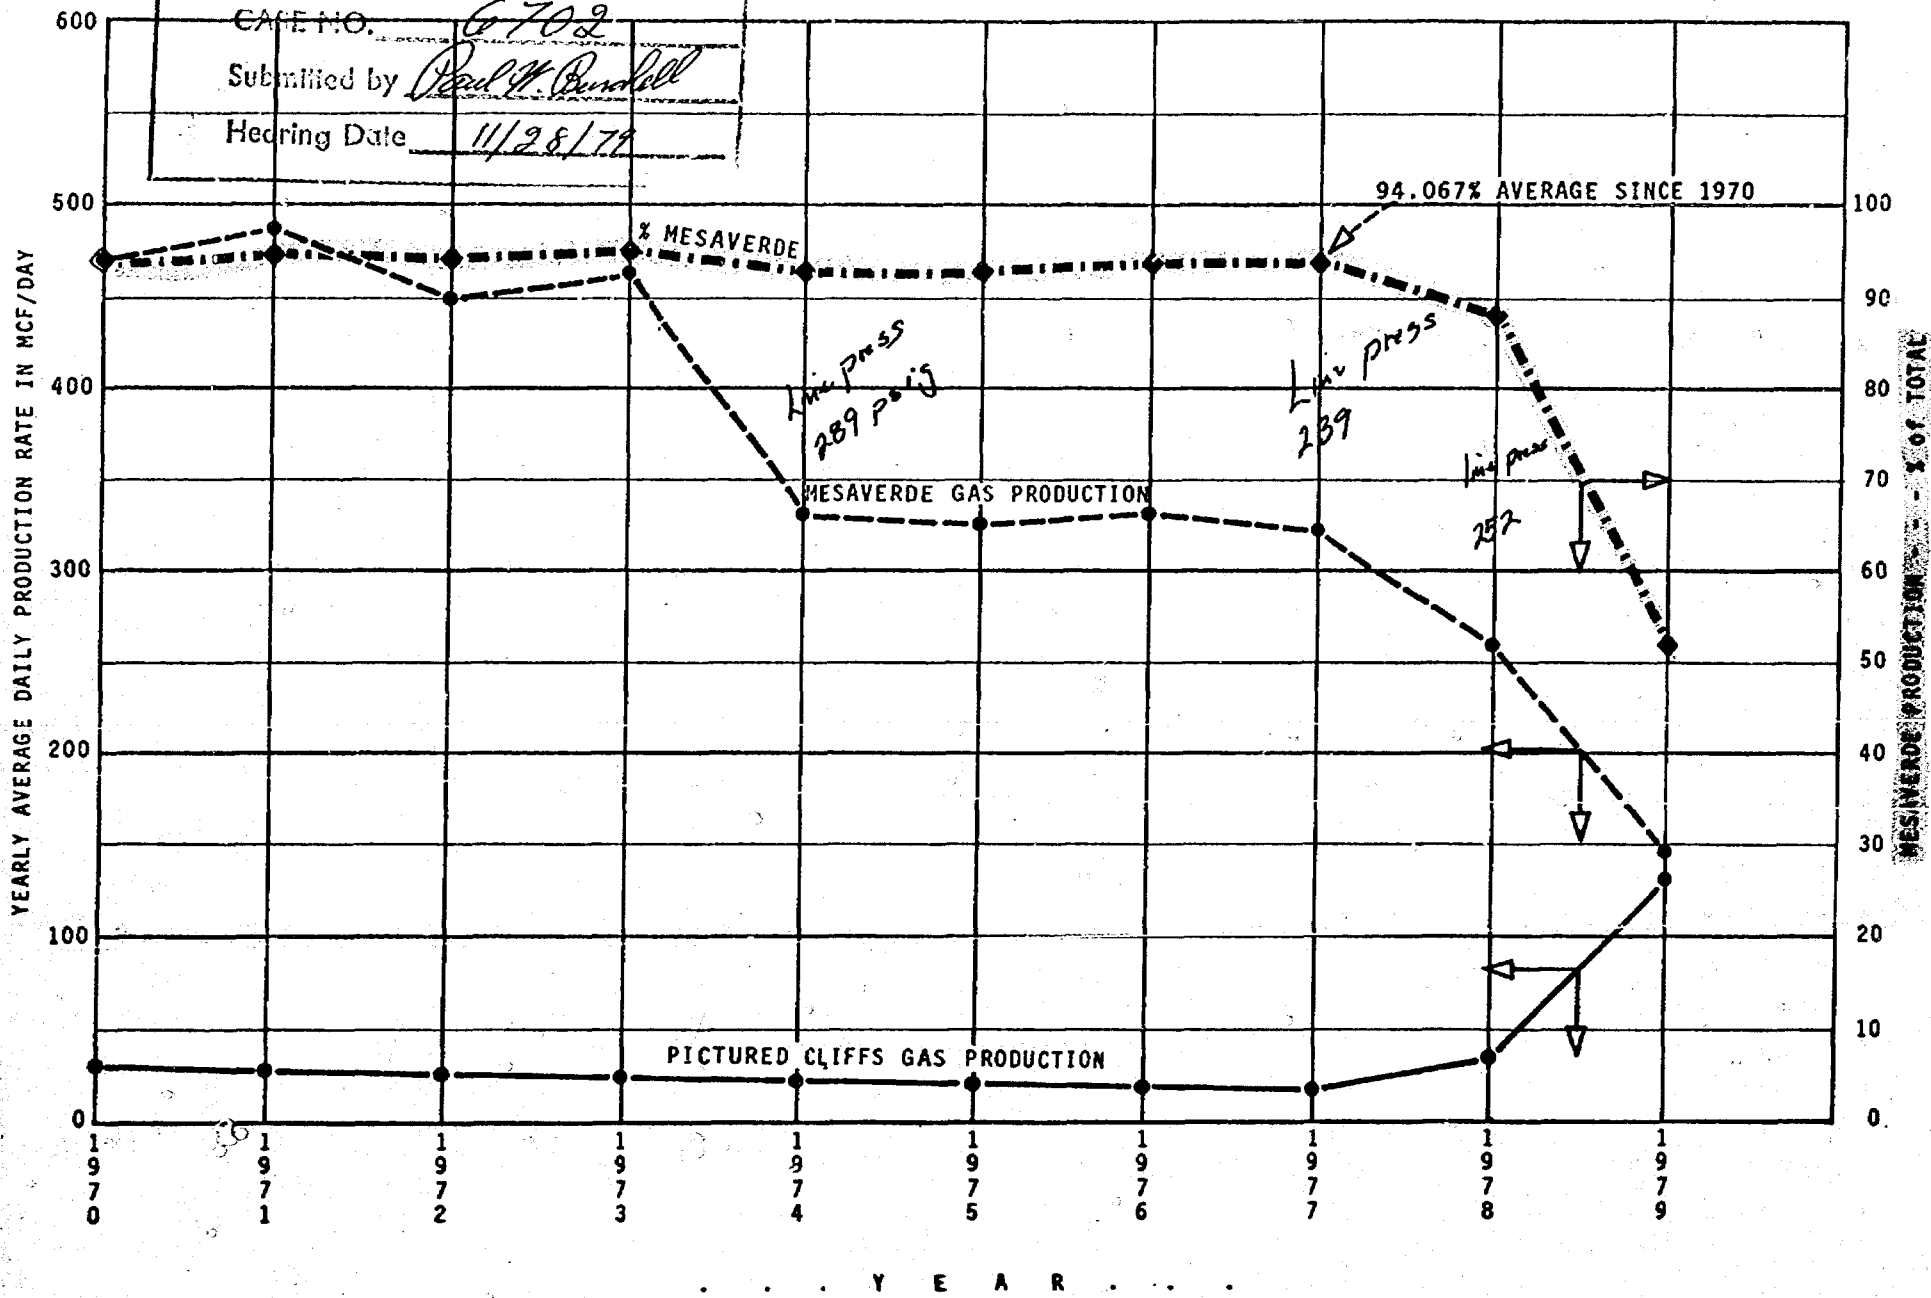 CASE NO. 6702
Submitted by Paul W. Burchell
Hearing Date 11/28/79
600
500
400
300
200
100
0
YEARLY AVERAGE DAILY PRODUCTION RATE IN MCF/DAY
94.067% AVERAGE SINCE 1970
% MESAVERDE
Line press
289 psig
Line press
239
Line press
252
MESAVERDE GAS PRODUCTION
PICTURED CLIFFS GAS PRODUCTION
100
90
80
70
60
50
40
30
20
10
0
MESAVERDE PRODUCTION - - % of TOTAL
1970
1971
1972
1973
1974
1975
1976
1977
1978
1979
. . . Y E A R . . .